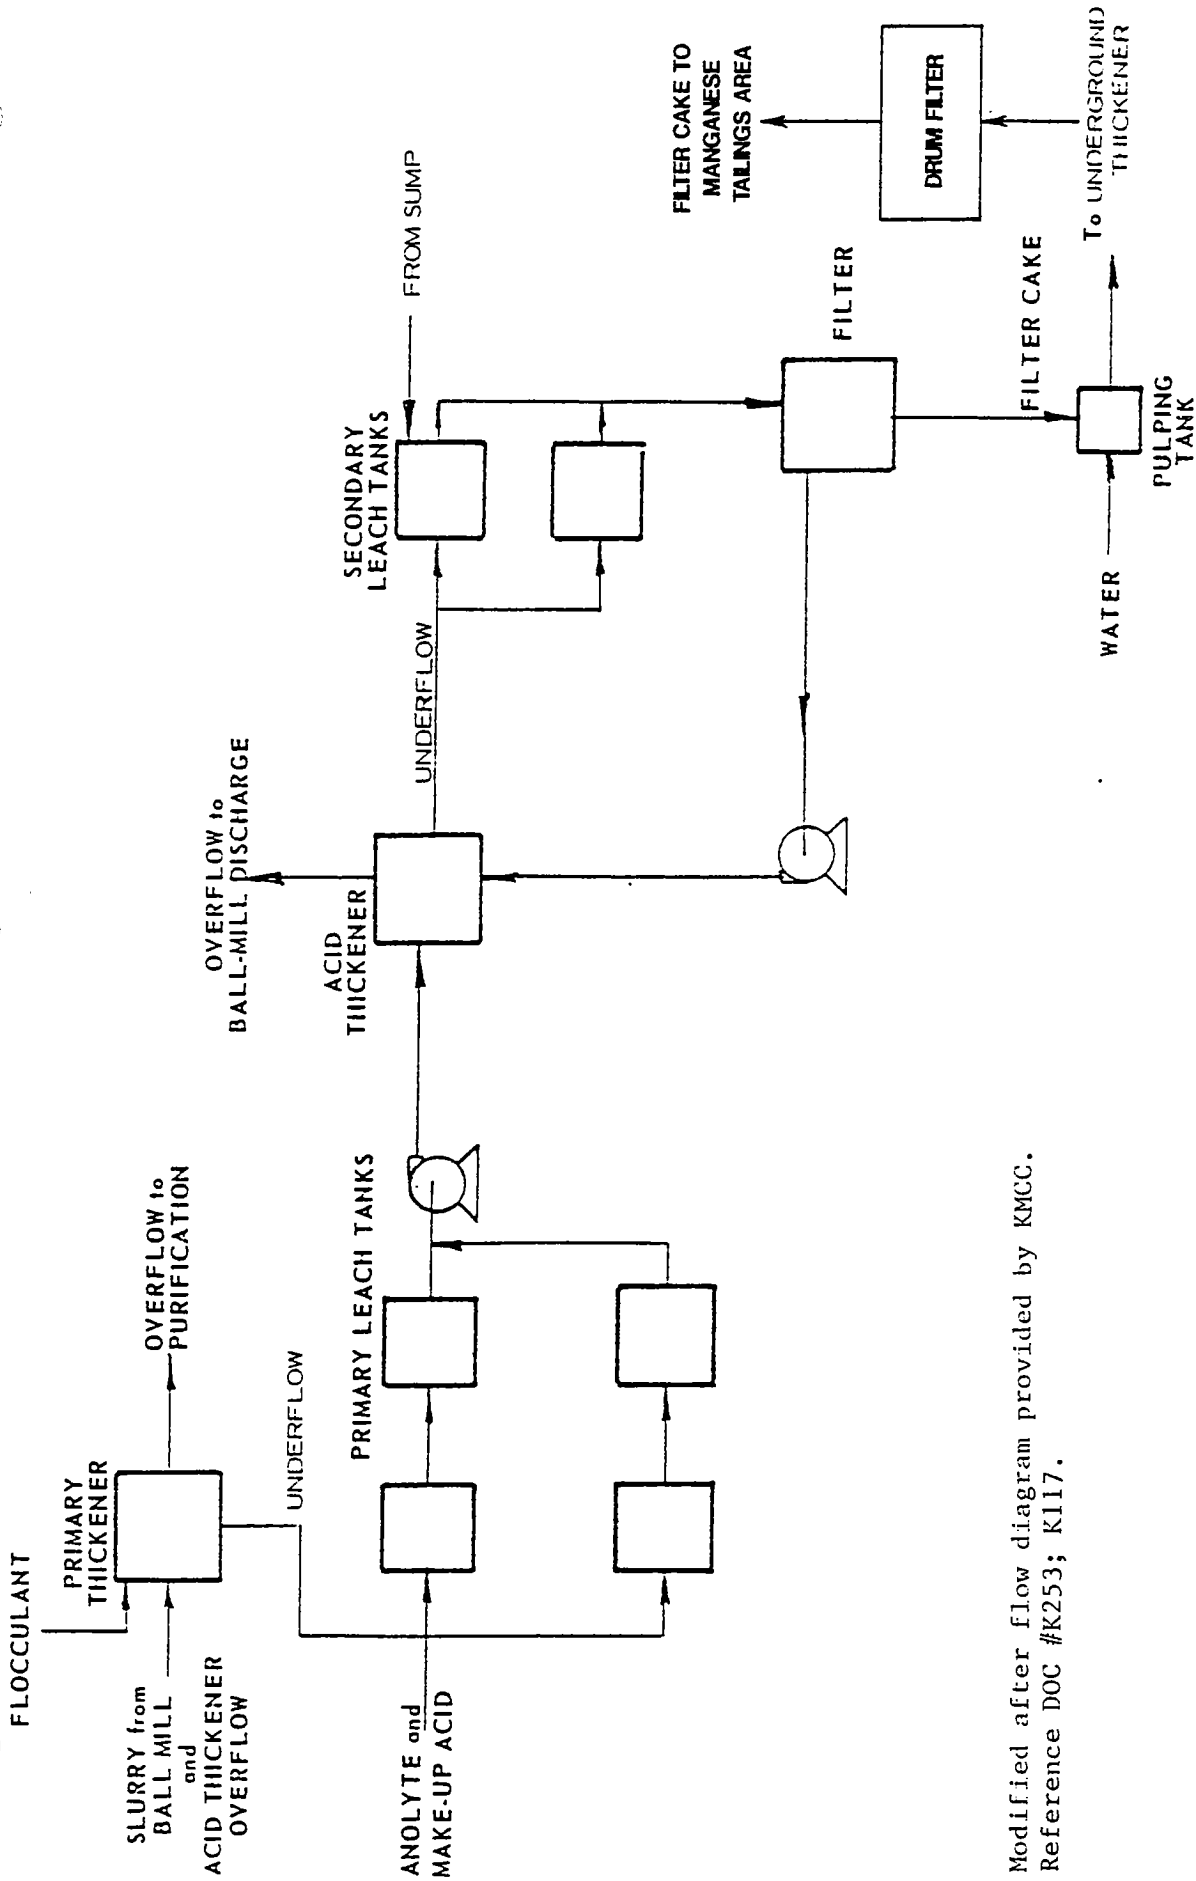 FLOCCULANT
PRIMARY
THICKENER
SLURRY from
BALL MILL
and
ACID THICKENER
OVERFLOW
OVERFLOW to
PURIFICATION
UNDERFLOW
ANOLYTE and
MAKE-UP ACID
PRIMARY LEACH TANKS
OVERFLOW to
BALL-MILL DISCHARGE
ACID
THICKENER
UNDERFLOW
SECONDARY
LEACH TANKS
FROM SUMP
FILTER
FILTER CAKE
WATER
PULPING
TANK
To UNDERGROUND
THICKENER
DRUM FILTER
FILTER CAKE TO
MANGANESE
TAILINGS AREA
Modified after flow diagram provided by KMCC.
Reference DOC #K253; K117.